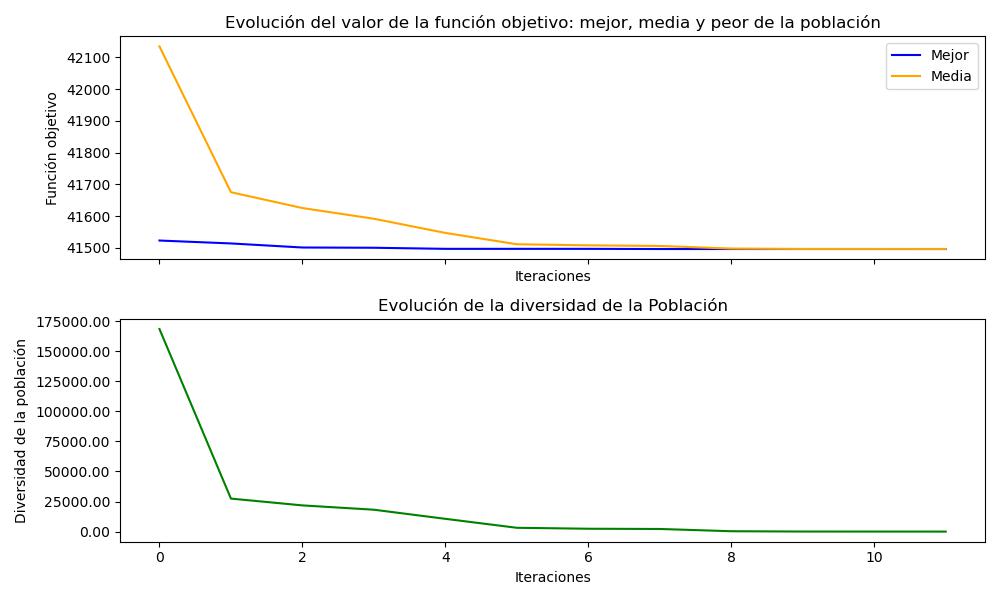 Evolución del valor de la función objetivo: mejor, media y peor de la población
Función objetivo
42100
42000
41900
41800
41700
41600
41500
Mejor
Media
Iteraciones
Evolución de la diversidad de la Población
Diversidad de la población
175000.00
150000.00
125000.00
100000.00
75000.00
50000.00
25000.00
0.00
0 2 4 6 8 10
Iteraciones